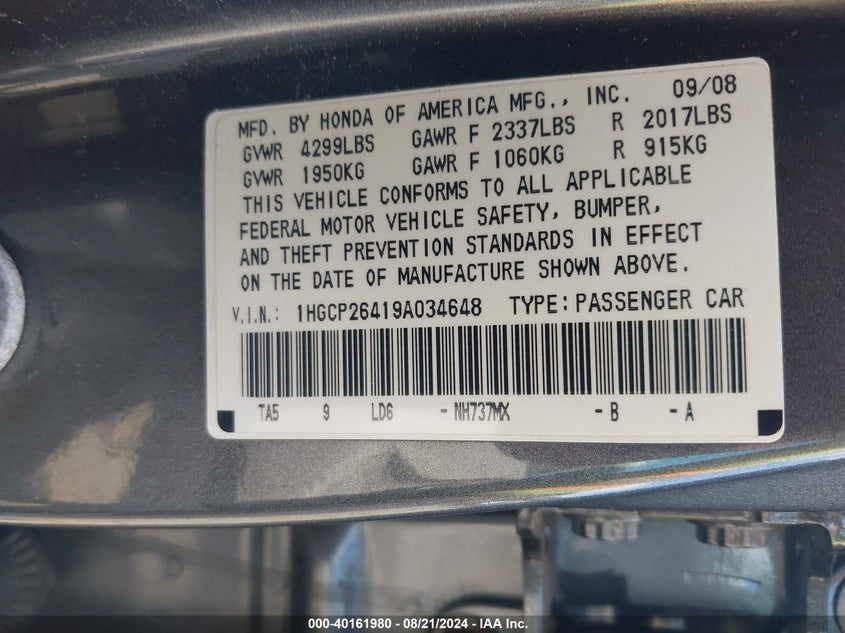 MFD. BY HONDA OF AMERICA MFG., INC. 09/08
GVWR 4299LBS GAWR F 2337LBS R 2017LBS
GVWR 1950KG GAWR F 1060KG R 915KG
THIS VEHICLE CONFORMS TO ALL APPLICABLE
FEDERAL MOTOR VEHICLE SAFETY, BUMPER,
AND THEFT PREVENTION STANDARDS IN EFFECT
ON THE DATE OF MANUFACTURE SHOWN ABOVE.
V.I.N.: 1HGCP26419A034648 TYPE: PASSENGER CAR
TA5 9 LD6 -NH737MX -B -A
000-40161980 - 08/21/2024 - IAA Inc.